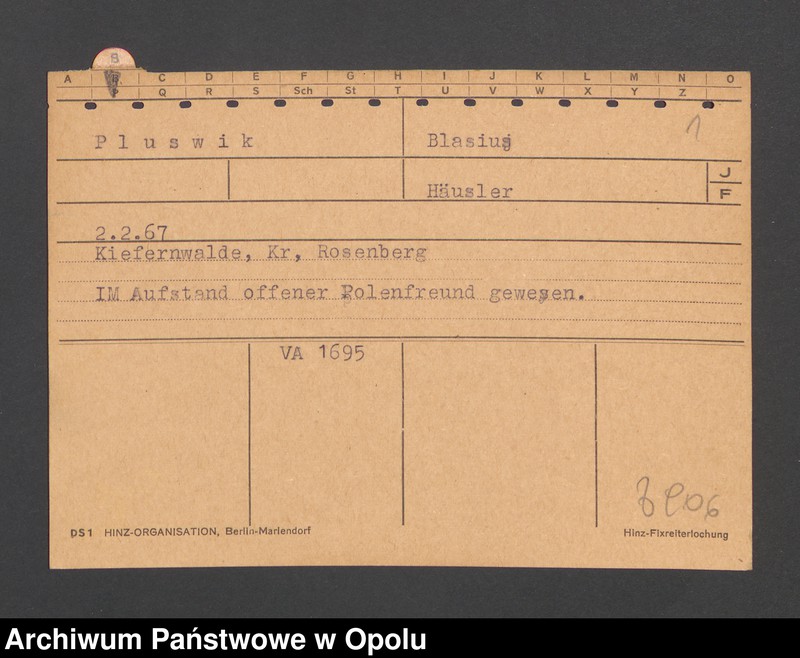 B
A B C D E F G H I J K L M N O
P Q R S Sch St T U V W X Y Z
Pluswik Blasius
1
Häusler
J
F
2.2.67
Kiefernwalde, Kr, Rosenberg
IM Aufstand offener Polenfreund gewesen.
VA 1695
DS1 HINZ-ORGANISATION, Berlin-Mariendorf
Hinz-Fixreiterlochung
Archiwum Państwowe w Opolu